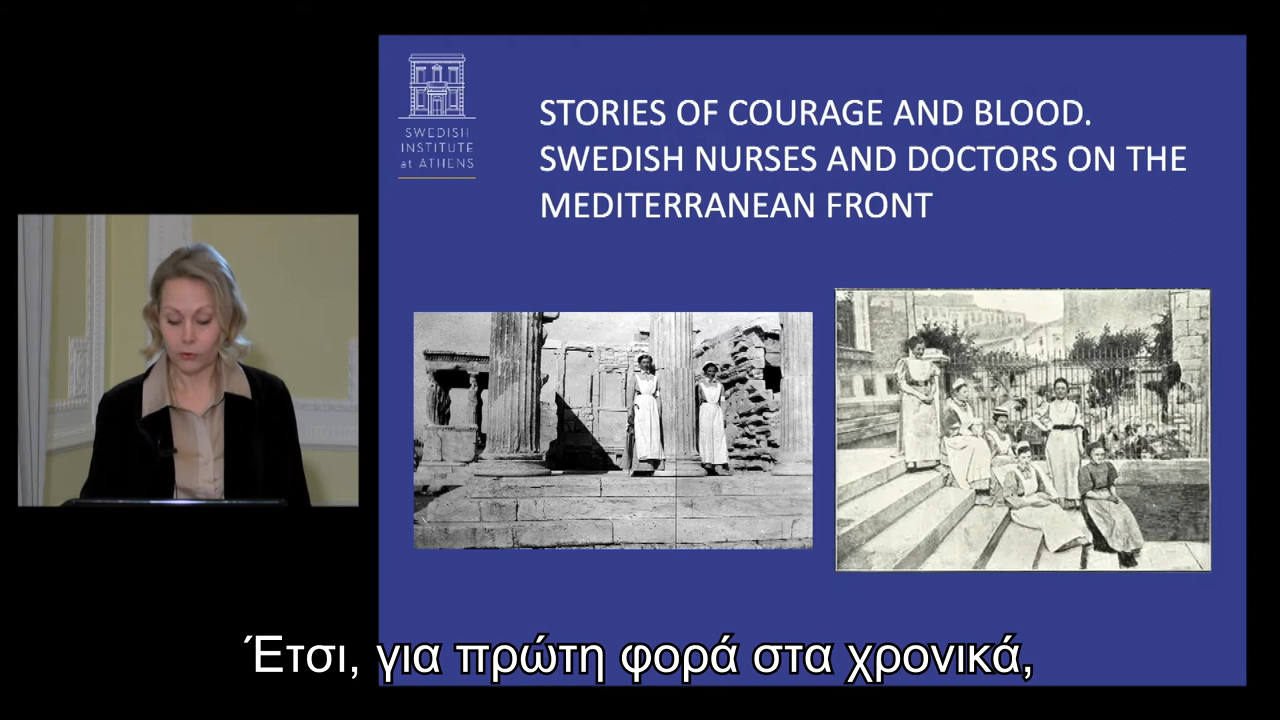 SWEDISH
INSTITUTE
at ATHENS
STORIES OF COURAGE AND BLOOD.
SWEDISH NURSES AND DOCTORS ON THE
MEDITERRANEAN FRONT
Έτσι, για πρώτη φορά στα χρονικά,